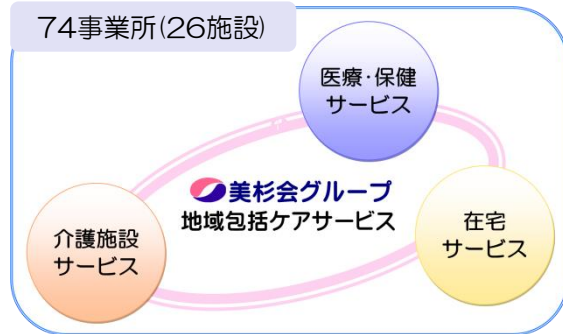 74事業所(26施設)
医療・保健
サービス
美杉会グループ
地域包括ケアサービス
在宅
サービス
介護施設
サービス